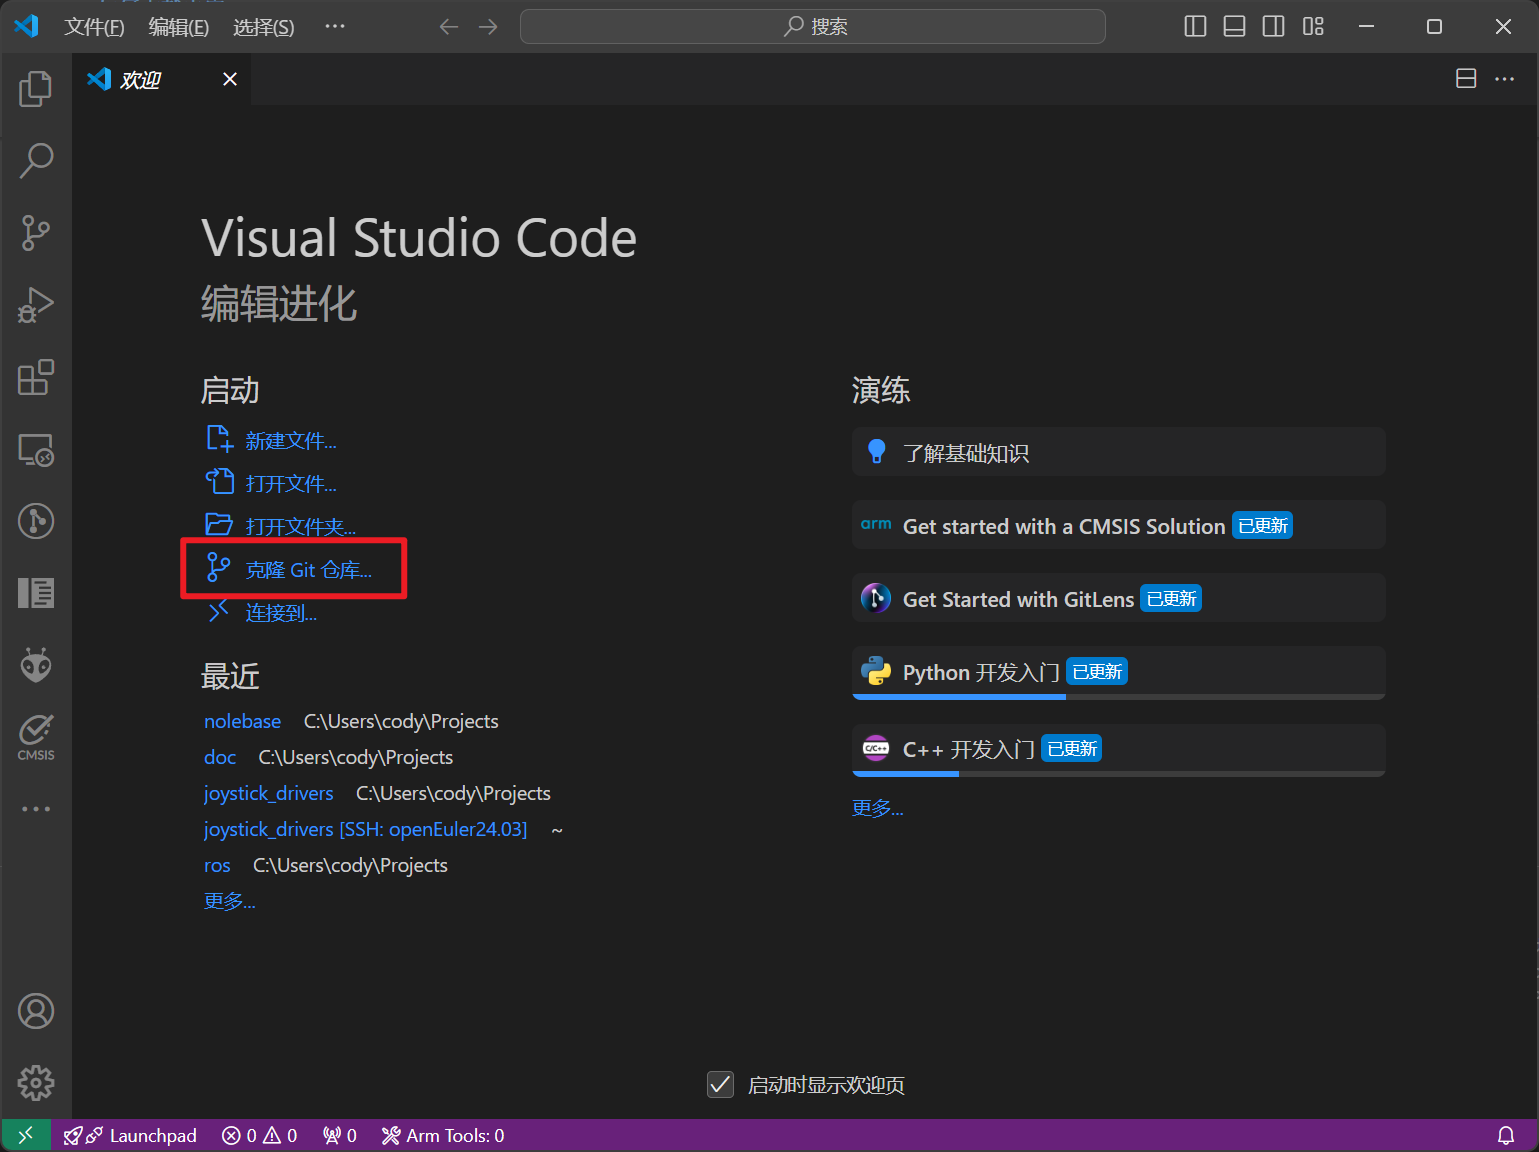 文件(F) 编辑(E) 选择(S) ··· 搜索
欢迎
Visual Studio Code
编辑进化
启动
新建文件...
打开文件...
打开文件夹...
克隆 Git 仓库...
连接到...
最近
nolebase C:\Users\cody\Projects
doc C:\Users\cody\Projects
joystick_drivers C:\Users\cody\Projects
joystick_drivers [SSH: openEuler24.03] ~
ros C:\Users\cody\Projects
更多...
演练
了解基础知识
arm Get started with a CMSIS Solution 已更新
Get Started with GitLens 已更新
Python 开发入门 已更新
C/C++ C++ 开发入门 已更新
更多...
CMSIS
启动时显示欢迎页
Launchpad 0 0 0 Arm Tools: 0